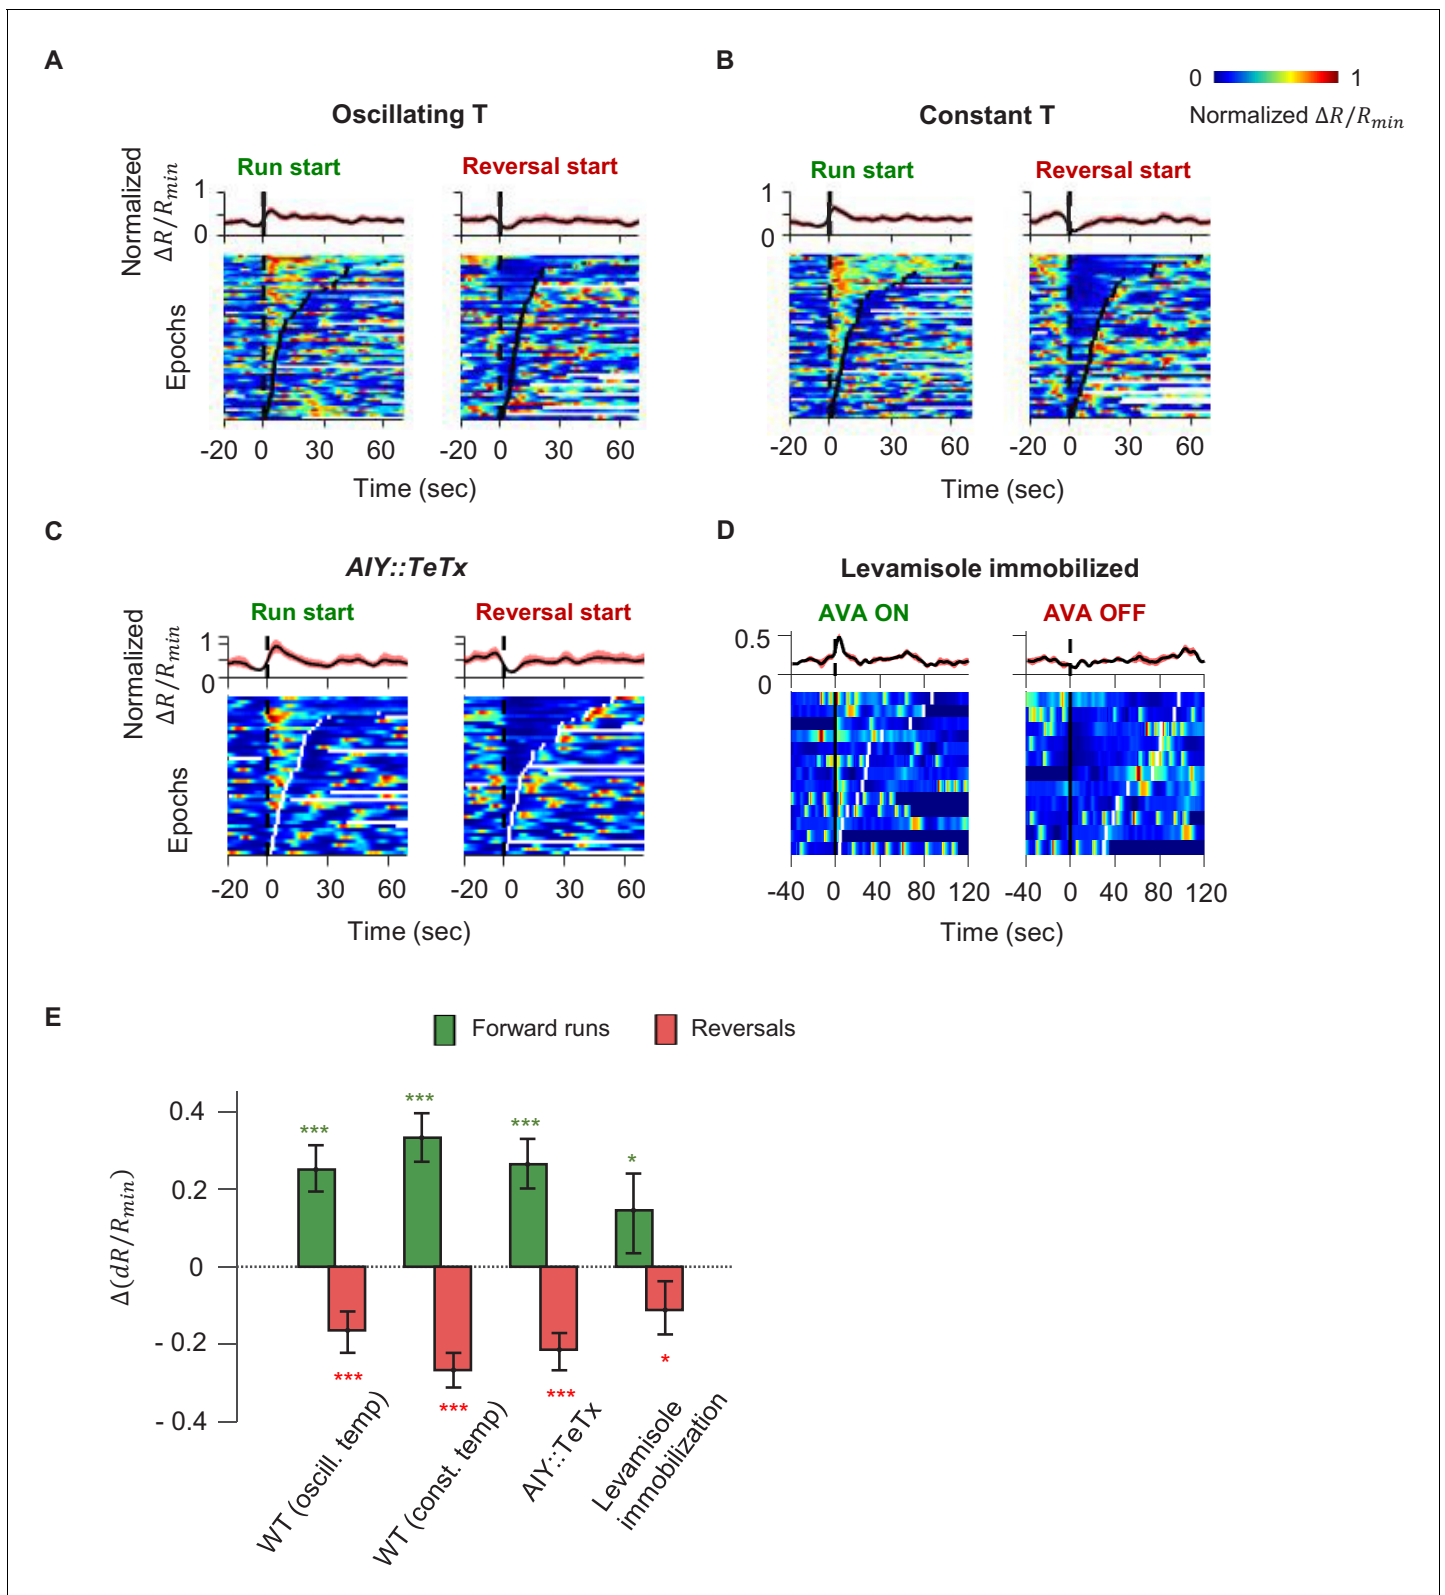 A
Oscillating T
Run start
Reversal start
Normalized
ΔR/R_min
1
0
Epochs
-20 0 30 60
-20 0 30 60
Time (sec)
B
0 1
Normalized ΔR/R_min
Constant T
Run start
Reversal start
1
0
-20 0 30 60
-20 0 30 60
Time (sec)
C
AIY::TeTx
Run start
Reversal start
Normalized
ΔR/R_min
1
0
Epochs
-20 0 30 60
-20 0 30 60
Time (sec)
D
Levamisole immobilized
AVA ON
AVA OFF
0.5
0
-40 0 40 80 120
-40 0 40 80 120
Time (sec)
E
Forward runs
Reversals
Δ(dR/R_min)
0.4
0.2
0
- 0.2
- 0.4
*** *** *** *
*** *** *** *
WT (oscill. temp)
WT (const. temp)
AIY::TeTx
Levamisole
immobilization